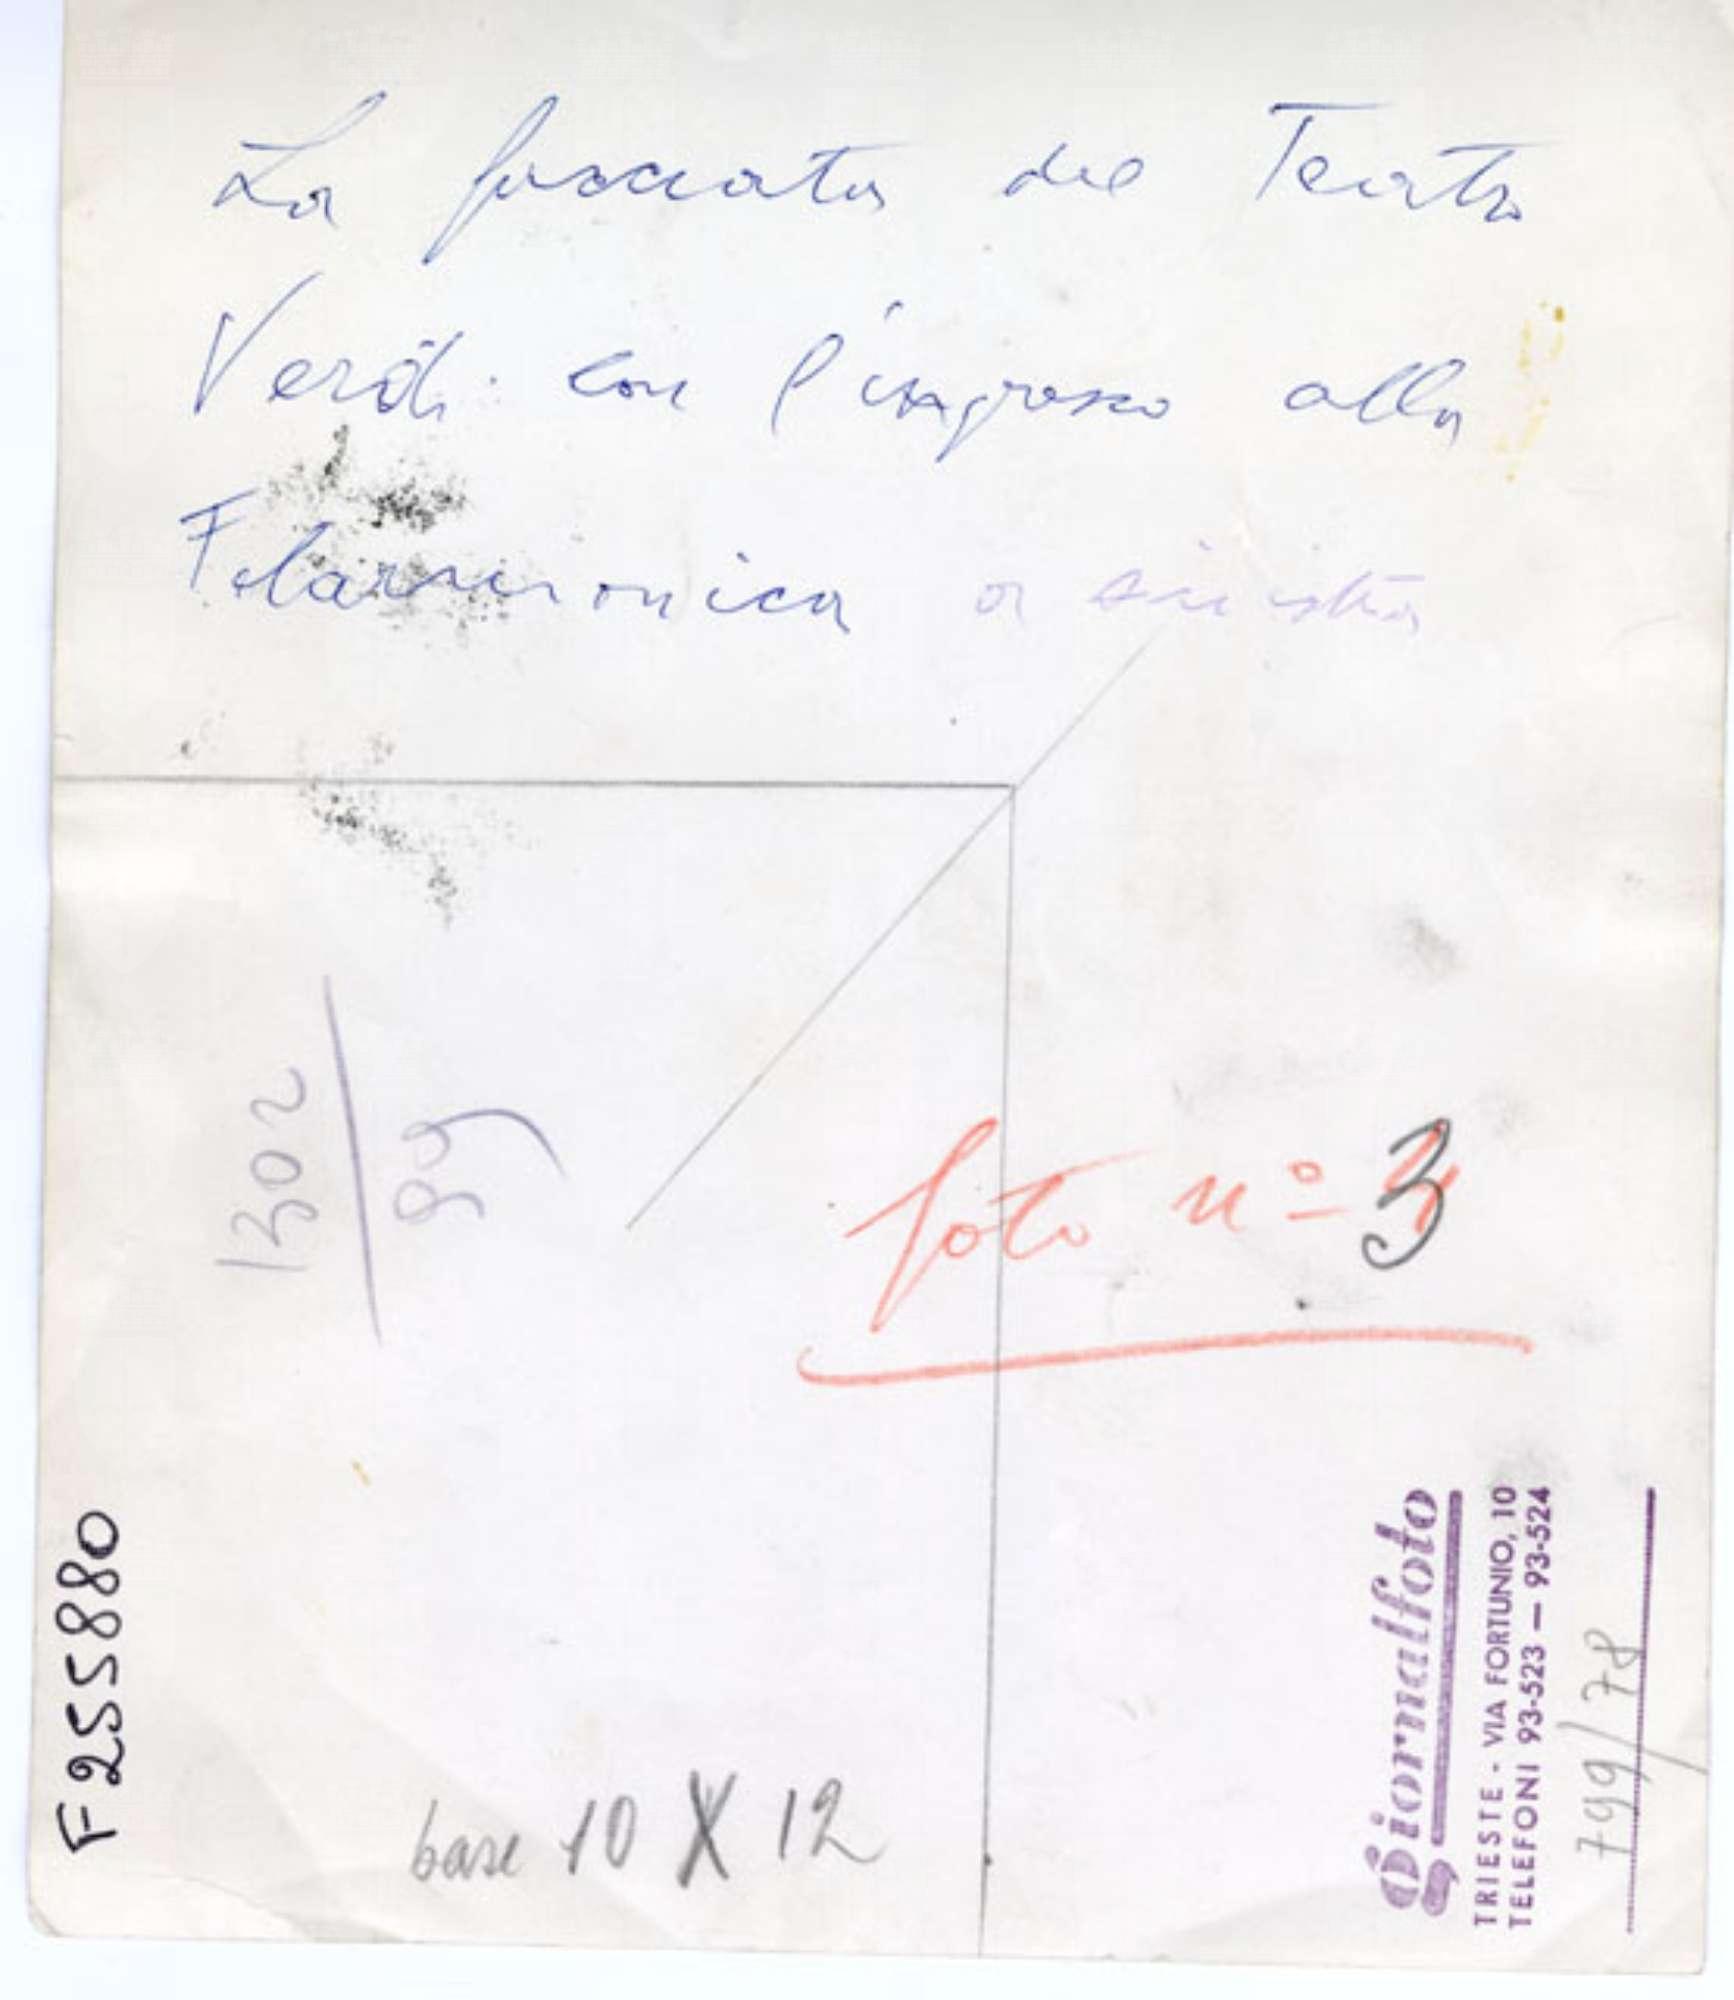 La facciata del Teatro
Verdi con l'ingresso alla
Filarmonica a sinistra
1302
89
foto n° 3
F255880
base 10 X 12
Giornalfoto
TRIESTE - VIA FORTUNIO, 10
TELEFONI 93-523 — 93-524
799/78